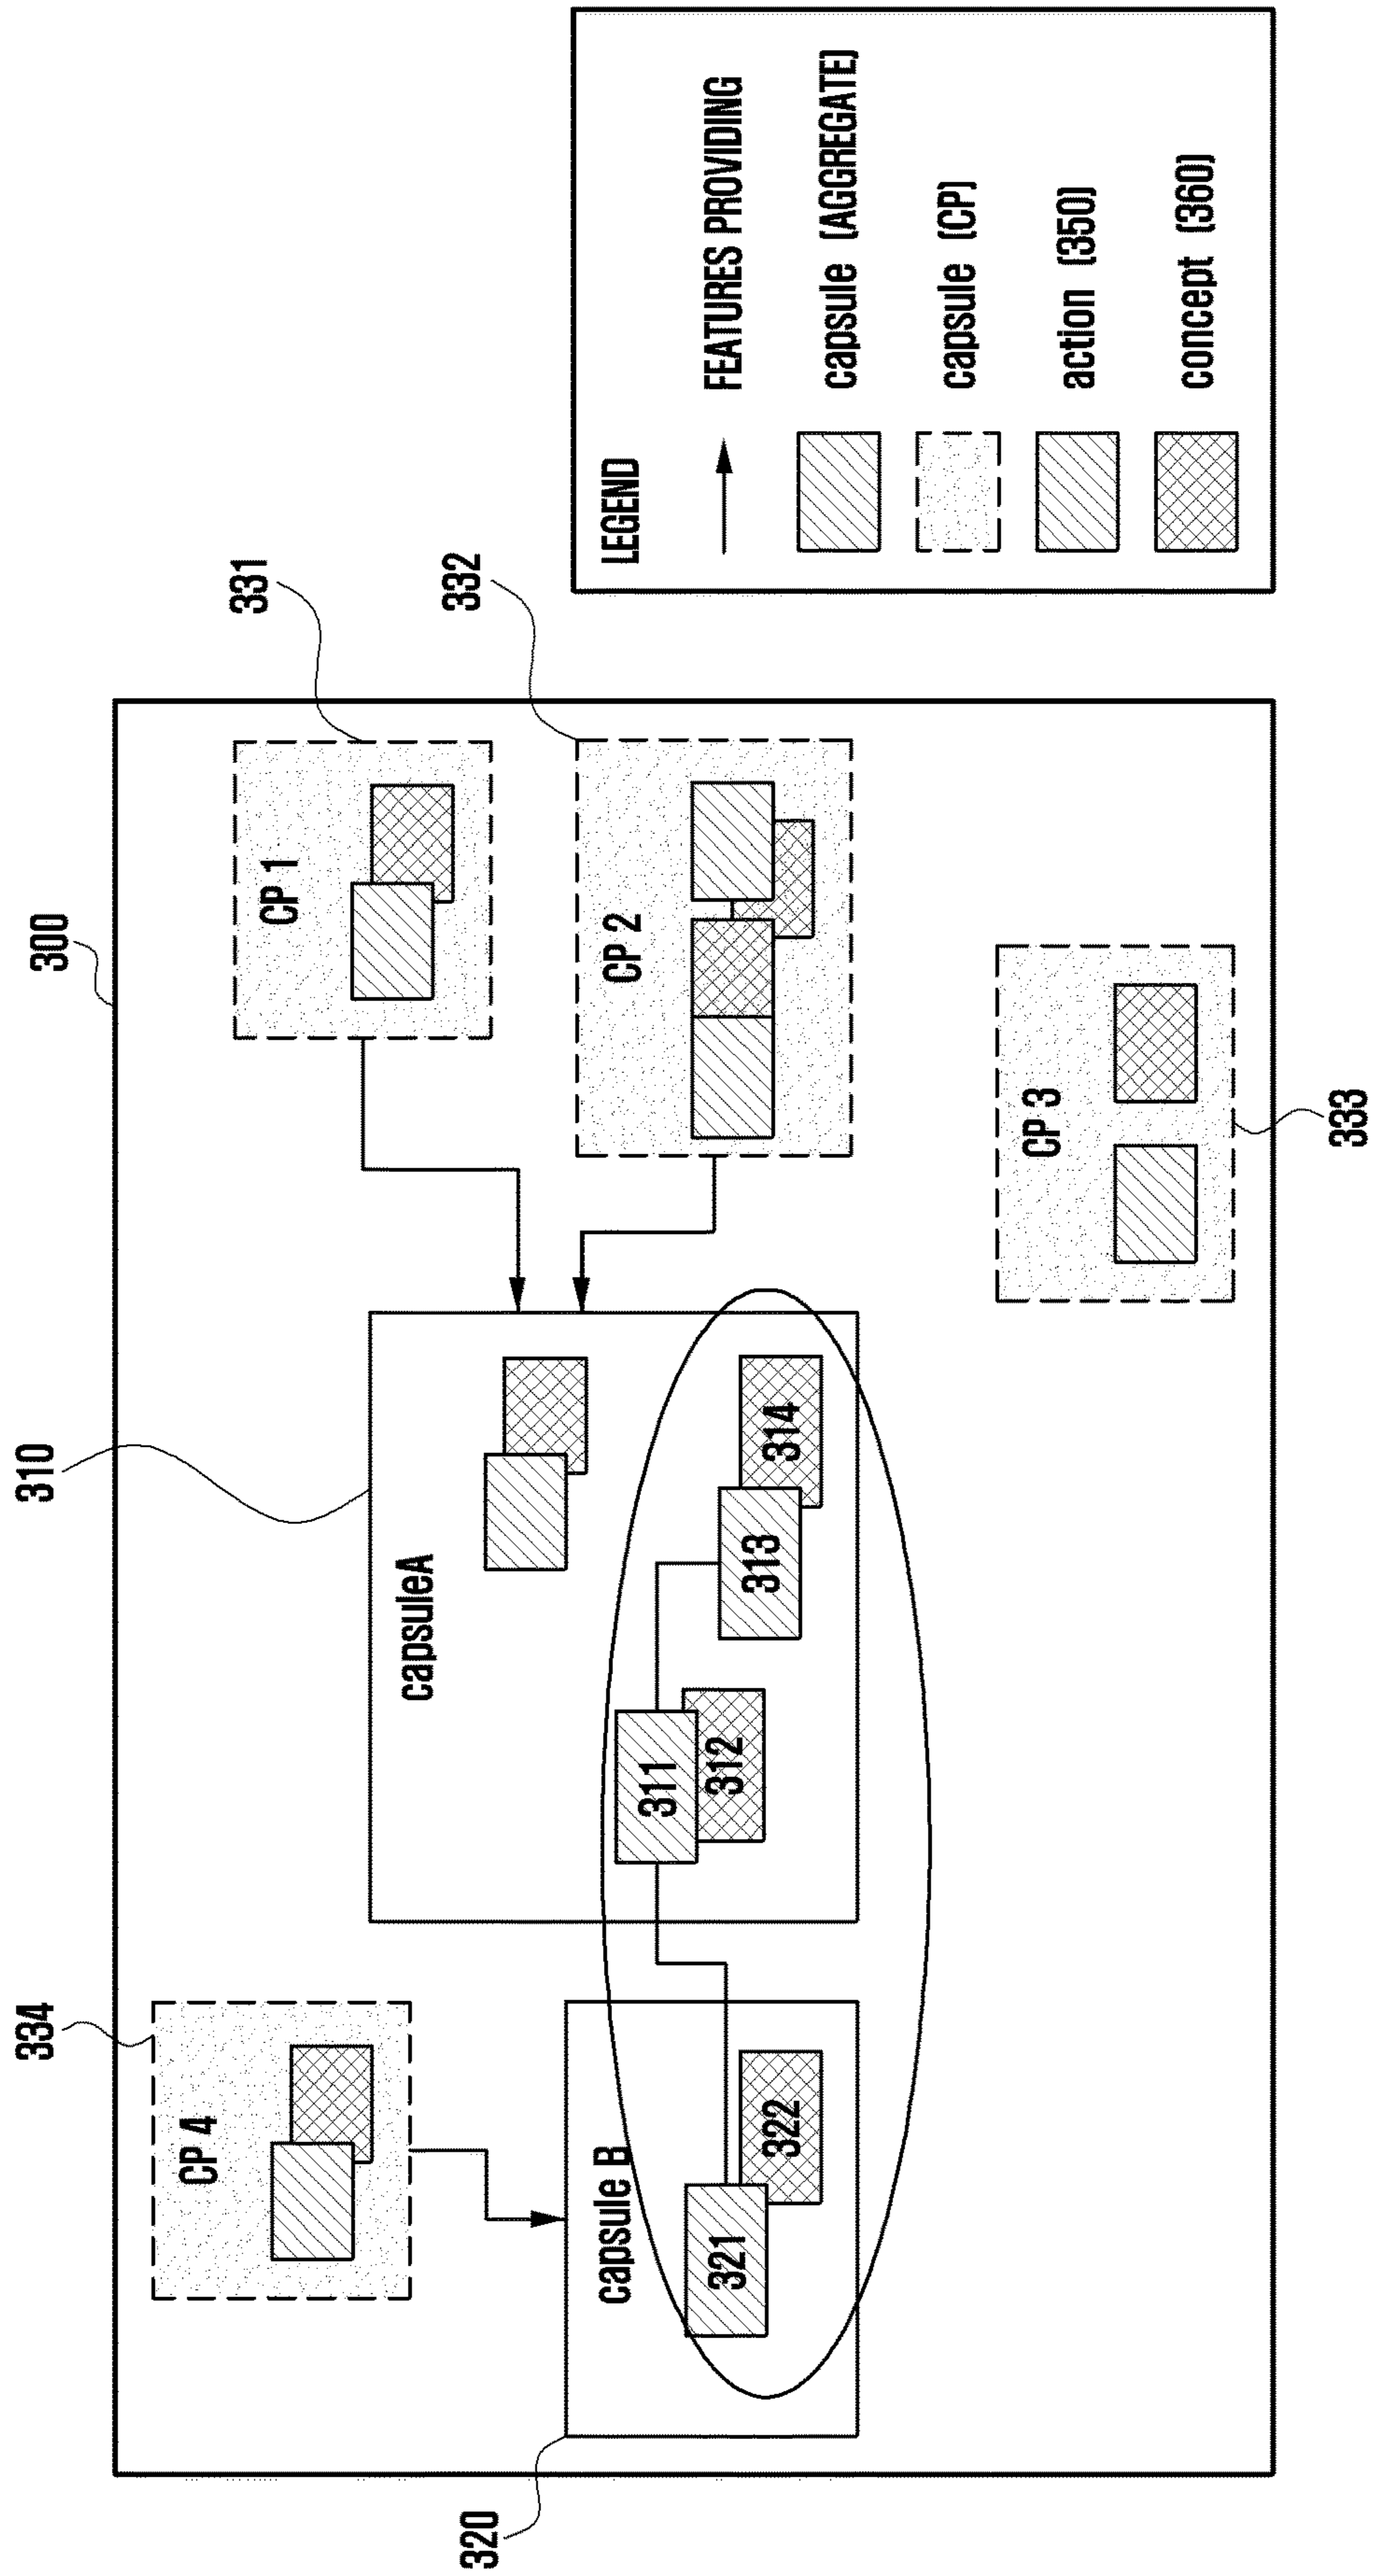 300
310
334
331
CP 4
capsuleA
CP 1
332
320
capsule B
321
322
311
312
313
314
CP 2
CP 3
333
LEGEND
FEATURES PROVIDING
capsule (AGGREGATE)
capsule (CP)
action (350)
concept (360)